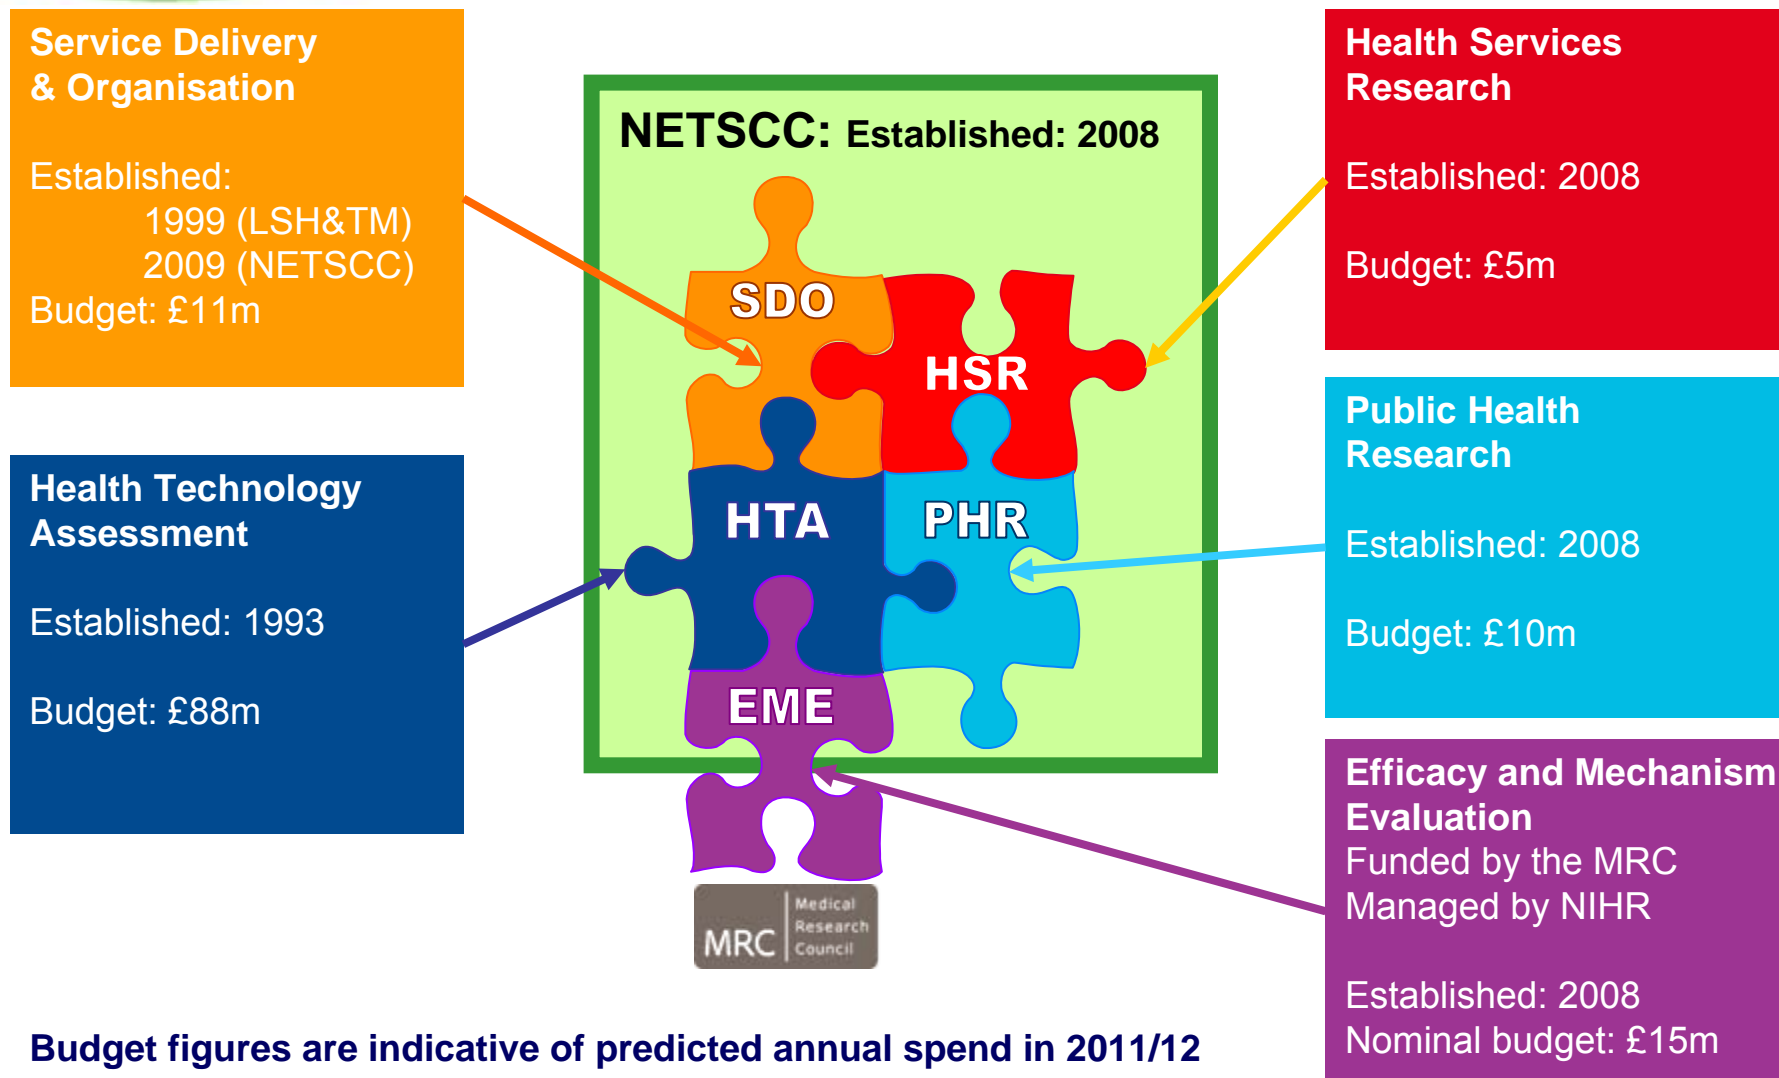 Service Delivery
& Organisation
Established:
1999 (LSH&TM)
2009 (NETSCC)
Budget: £11m
Health Technology
Assessment
Established: 1993
Budget: £88m
NETSCC: Established: 2008
SDO
HSR
HTA
PHR
EME
MRC
Medical
Research
Council
Health Services
Research
Established: 2008
Budget: £5m
Public Health
Research
Established: 2008
Budget: £10m
Efficacy and Mechanism
Evaluation
Funded by the MRC
Managed by NIHR
Established: 2008
Nominal budget: £15m
Budget figures are indicative of predicted annual spend in 2011/12